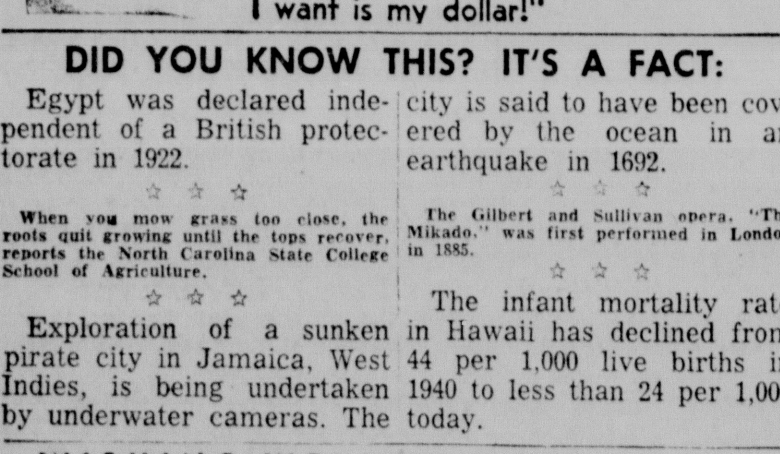 I want is my dollar!"
DID YOU KNOW THIS? IT'S A FACT:
Egypt was declared inde-
pendent of a British protec-
torate in 1922.
When you mow grass too close, the
roots quit growing until the tops recover,
reports the North Carolina State College
School of Agriculture.
Exploration of a sunken
pirate city in Jamaica, West
Indies, is being undertaken
by underwater cameras. The
city is said to have been cov
ered by the ocean in a
earthquake in 1692.
The Gilbert and Sullivan opera. "Th
Mikado." was first performed in Londo
in 1885.
The infant mortality rat
in Hawaii has declined from
44 per 1,000 live births i
1940 to less than 24 per 1,00
today.